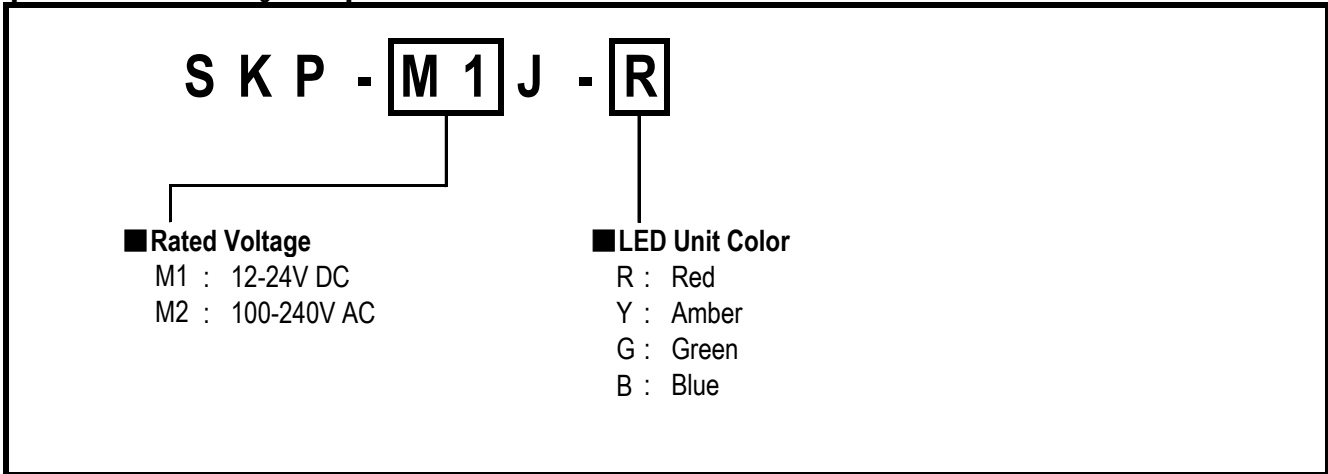 SKP-M1J-R
■Rated Voltage
M1 : 12-24V DC
M2 : 100-240V AC
■LED Unit Color
R : Red
Y : Amber
G : Green
B : Blue